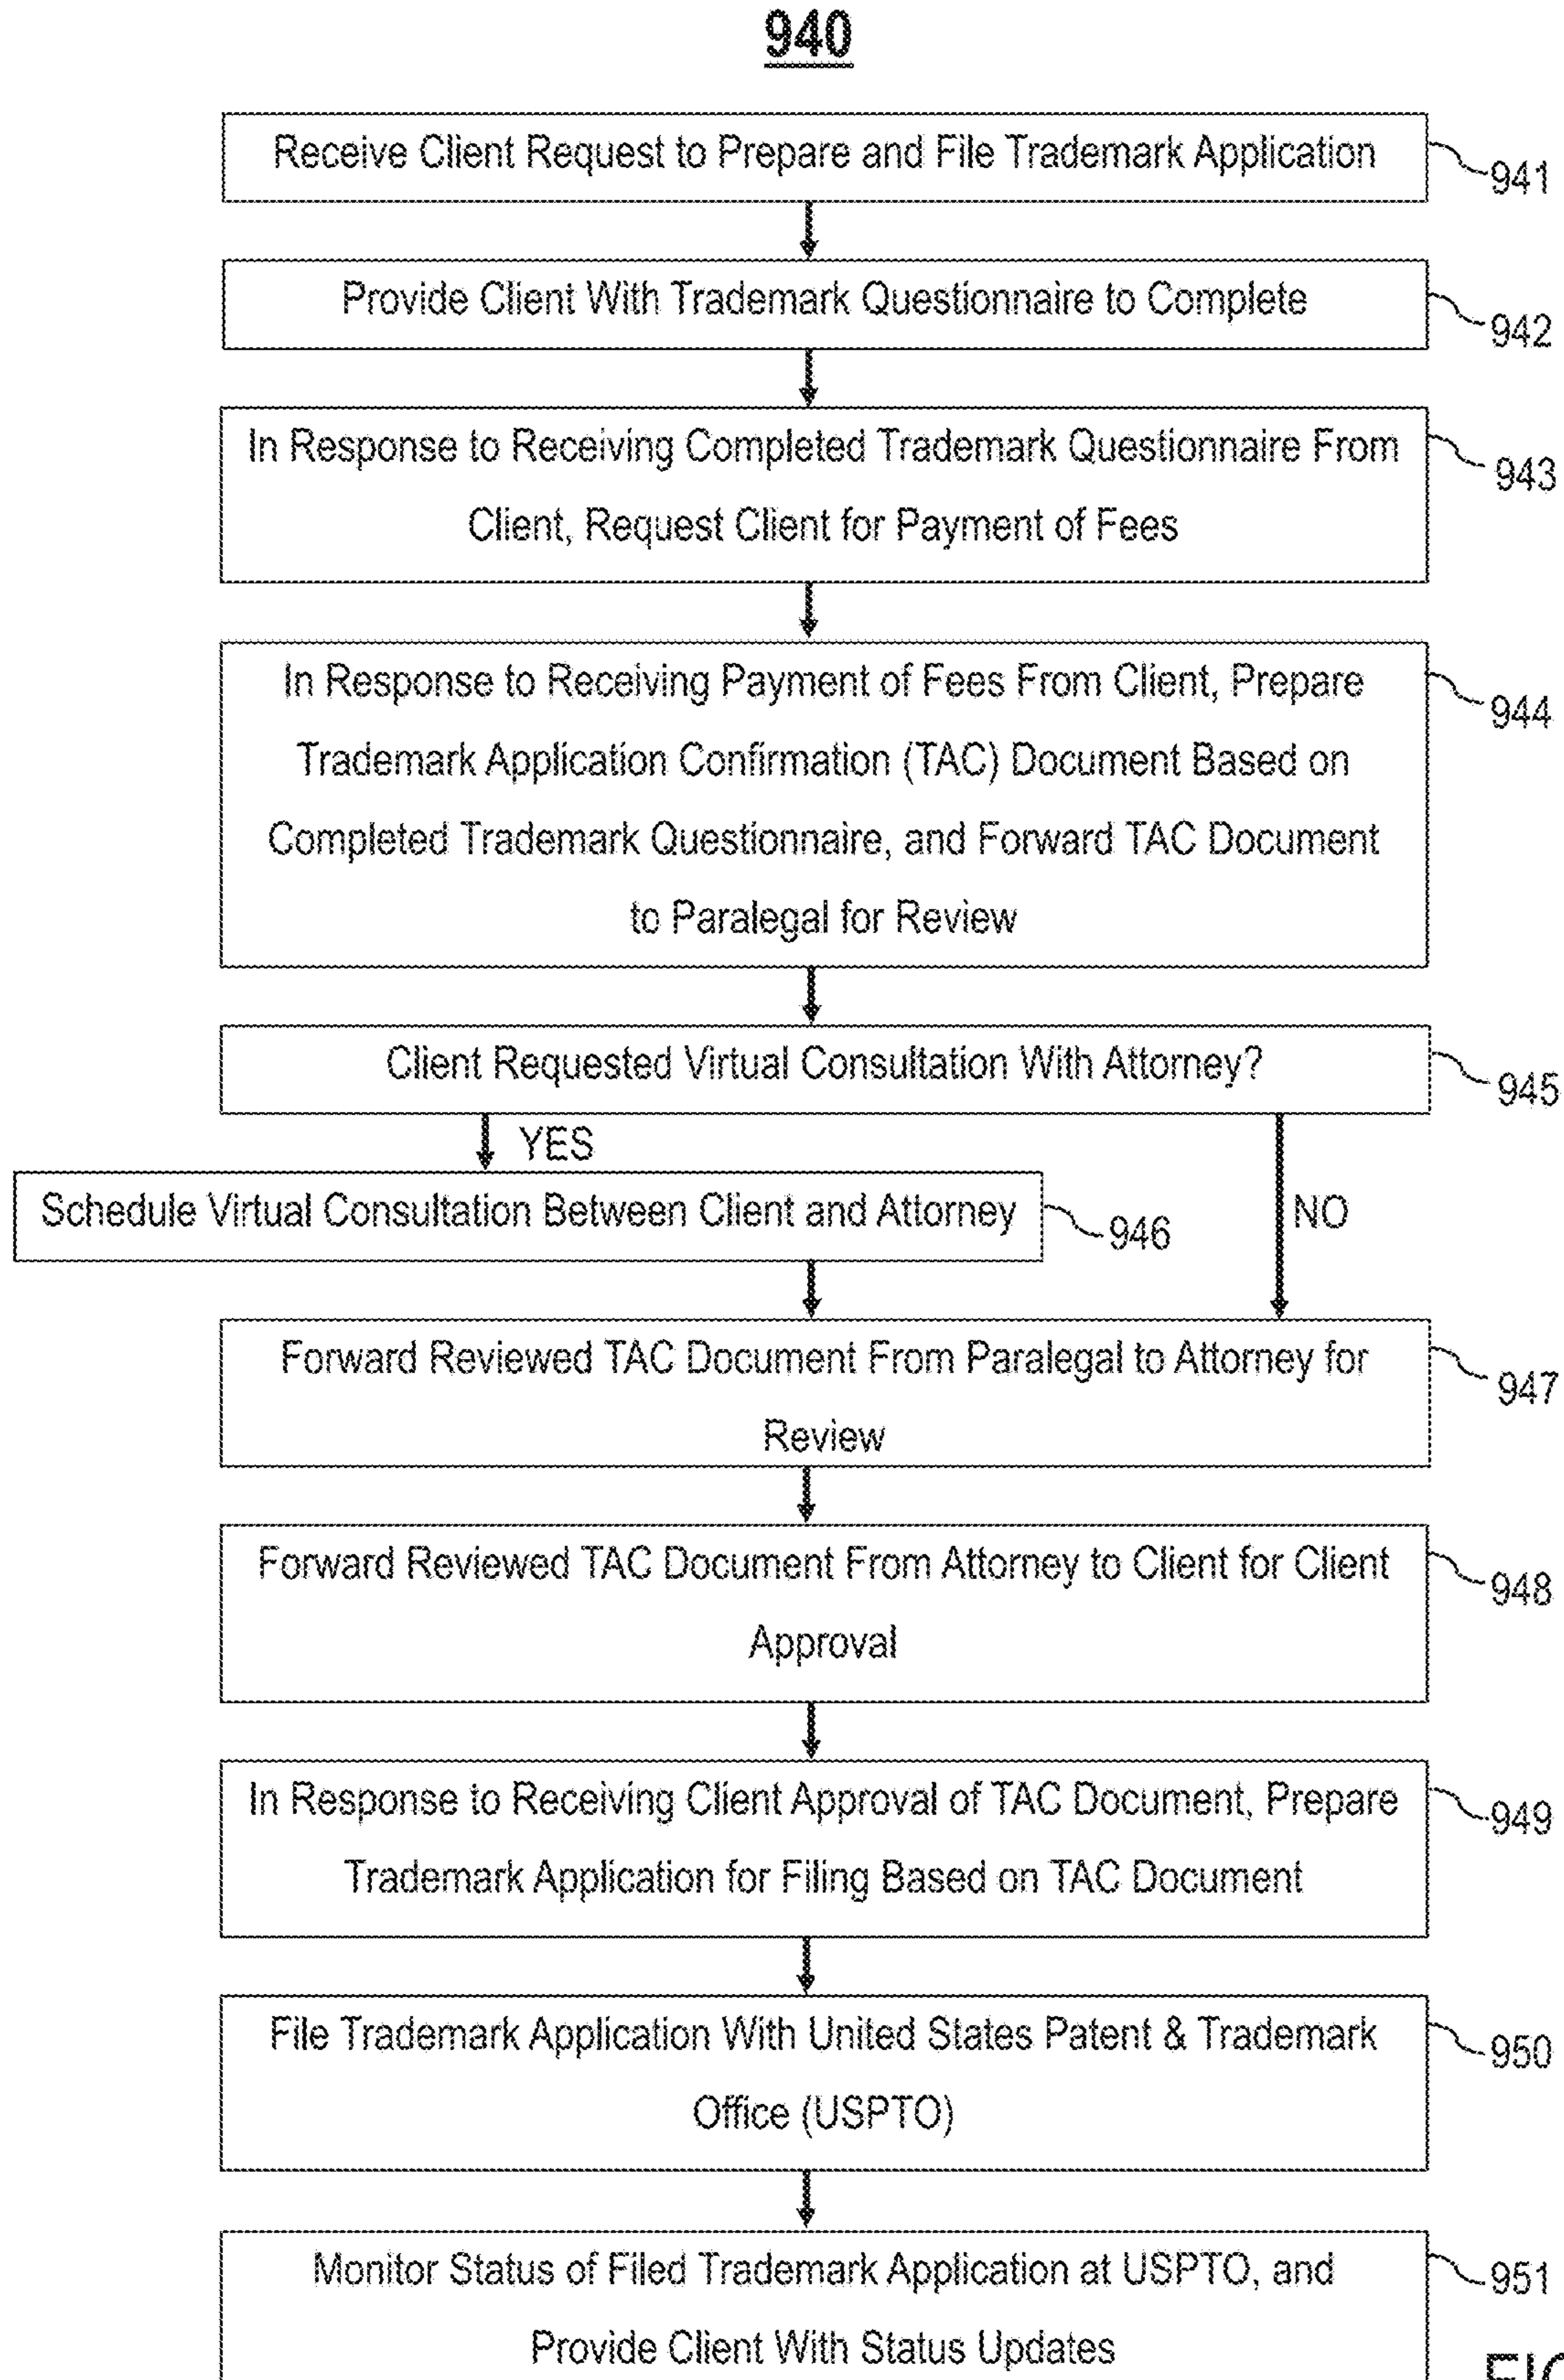 940
Receive Client Request to Prepare and File Trademark Application
941
Provide Client With Trademark Questionnaire to Complete
942
In Response to Receiving Completed Trademark Questionnaire From
Client, Request Client for Payment of Fees
943
In Response to Receiving Payment of Fees From Client, Prepare
Trademark Application Confirmation (TAC) Document Based on
Completed Trademark Questionnaire, and Forward TAC Document
to Paralegal for Review
944
Client Requested Virtual Consultation With Attorney?
945
YES
NO
Schedule Virtual Consultation Between Client and Attorney
946
Forward Reviewed TAC Document From Paralegal to Attorney for
Review
947
Forward Reviewed TAC Document From Attorney to Client for Client
Approval
948
In Response to Receiving Client Approval of TAC Document, Prepare
Trademark Application for Filing Based on TAC Document
949
File Trademark Application With United States Patent & Trademark
Office (USPTO)
950
Monitor Status of Filed Trademark Application at USPTO, and
Provide Client With Status Updates
951